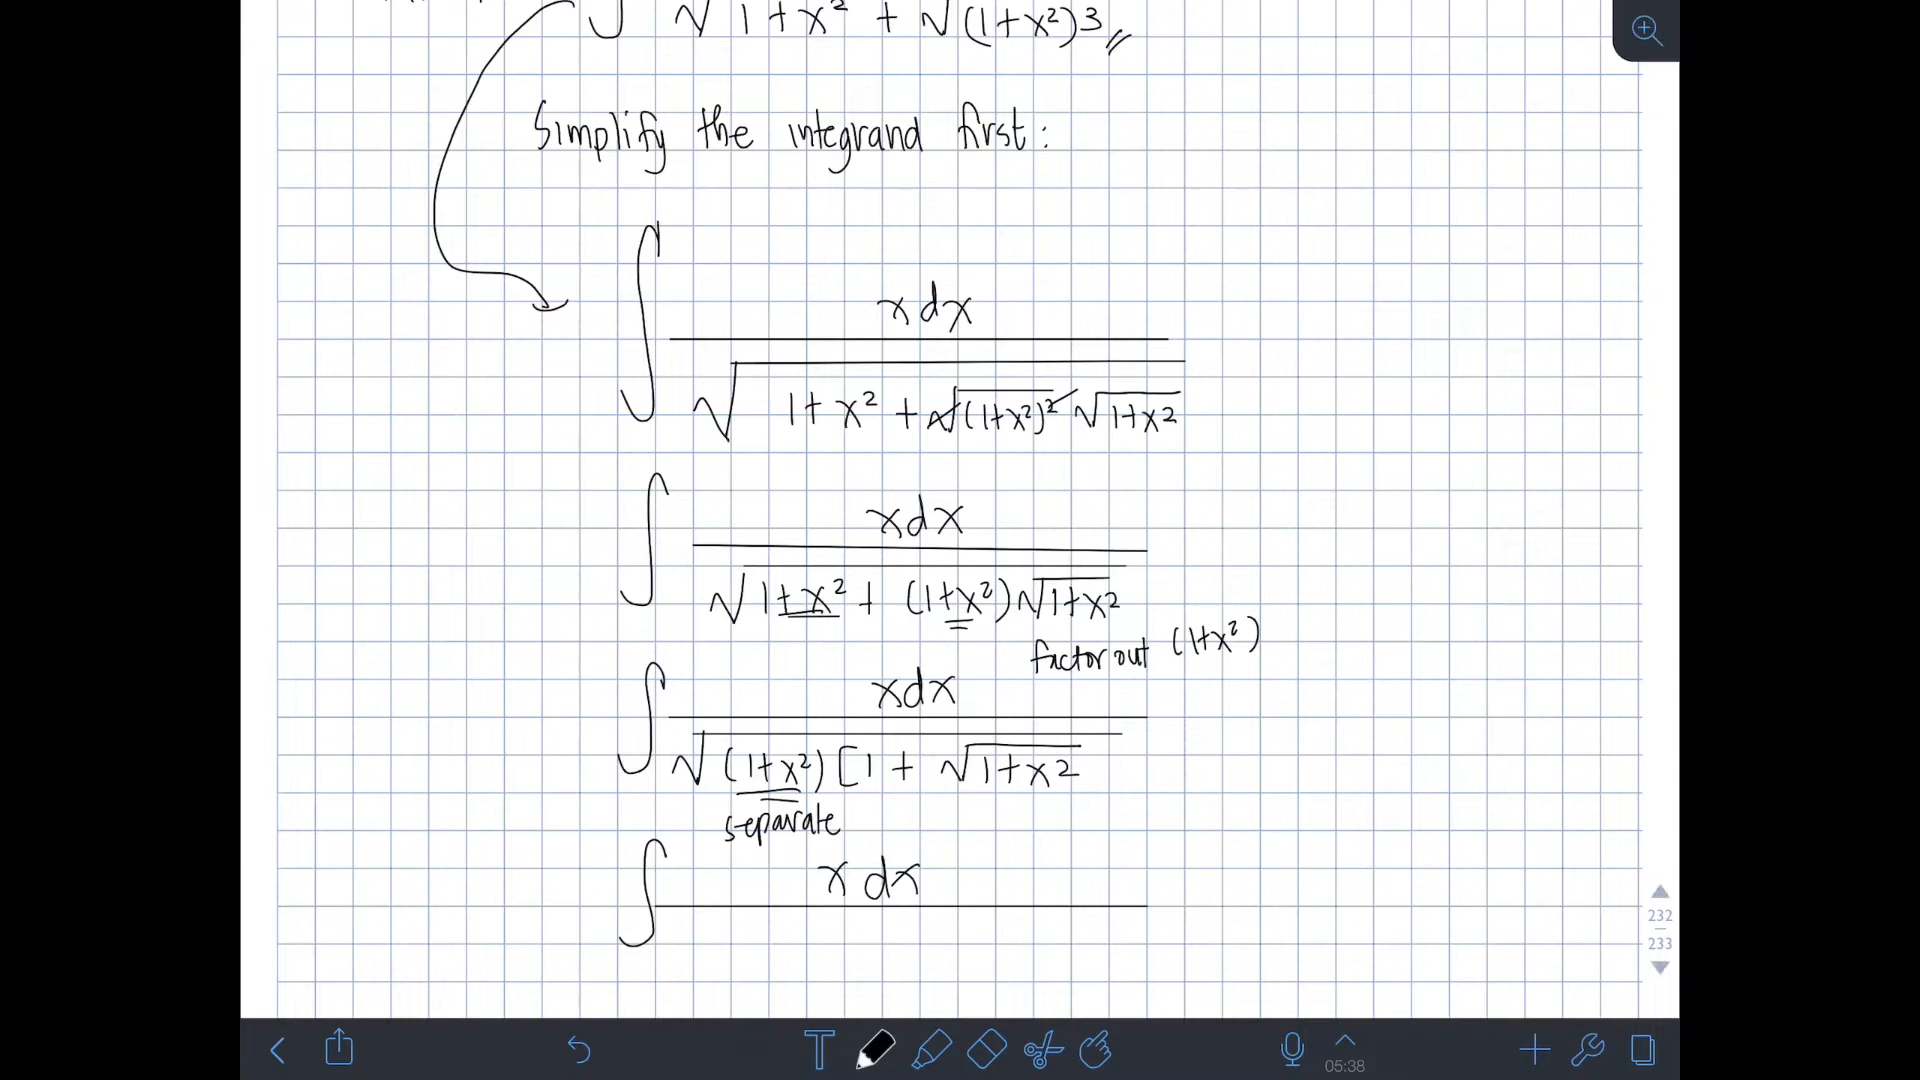 ∫ √1+x² + √(1+x²)3
Simplify the integrand first:
∫ x dx
√1+x² + √(1+x²)² √1+x2
∫ xdx
√1+x² + (1+x²)√1+x2
factor out (1+x²)
∫ xdx
√(1+x²) [1 + √1+x2
separate
∫ x dx
232
233
T
05:38